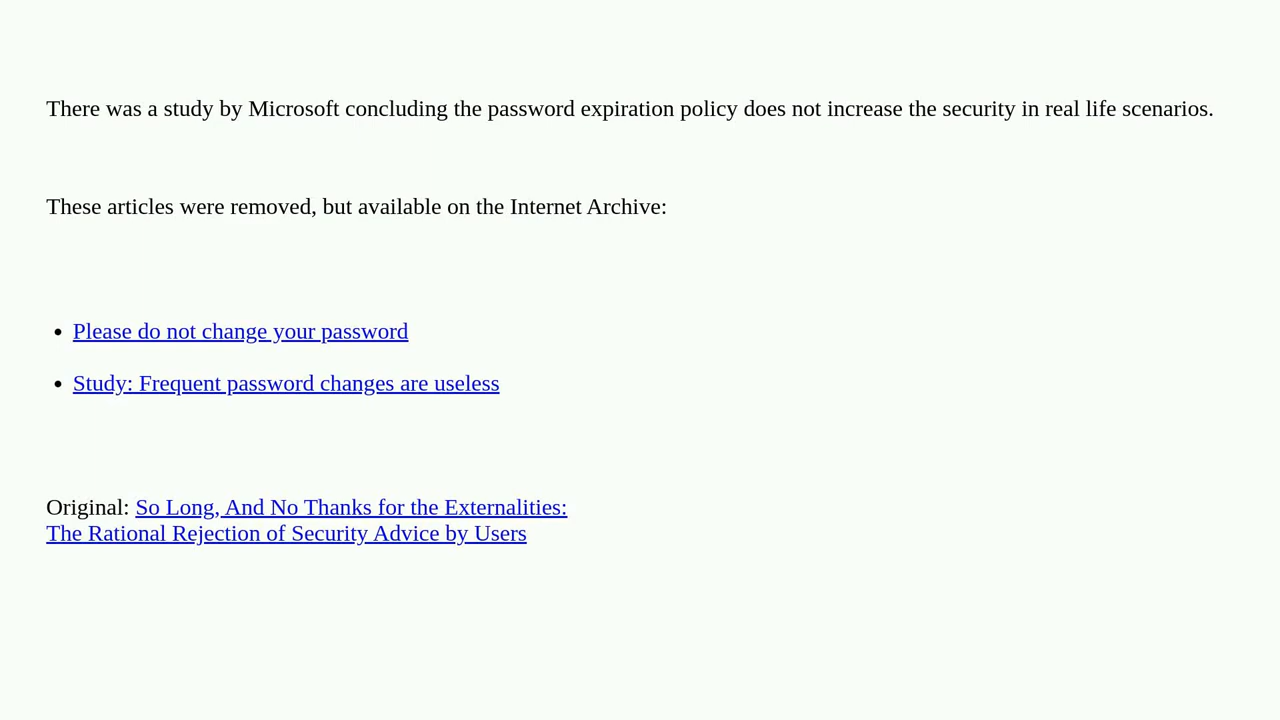 There was a study by Microsoft concluding the password expiration policy does not increase the security in real life scenarios.
These articles were removed, but available on the Internet Archive:
• Please do not change your password
• Study: Frequent password changes are useless
Original: So Long, And No Thanks for the Externalities:
The Rational Rejection of Security Advice by Users